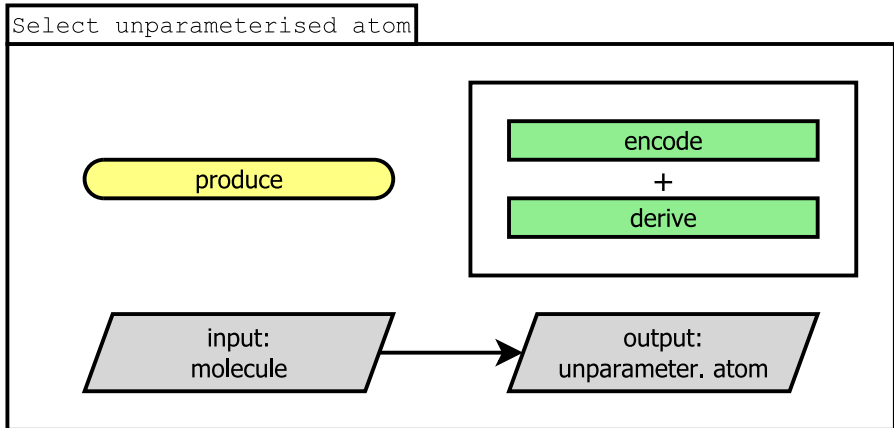 Select unparameterised atom
produce
encode
+
derive
input:
molecule
output:
unparameter. atom